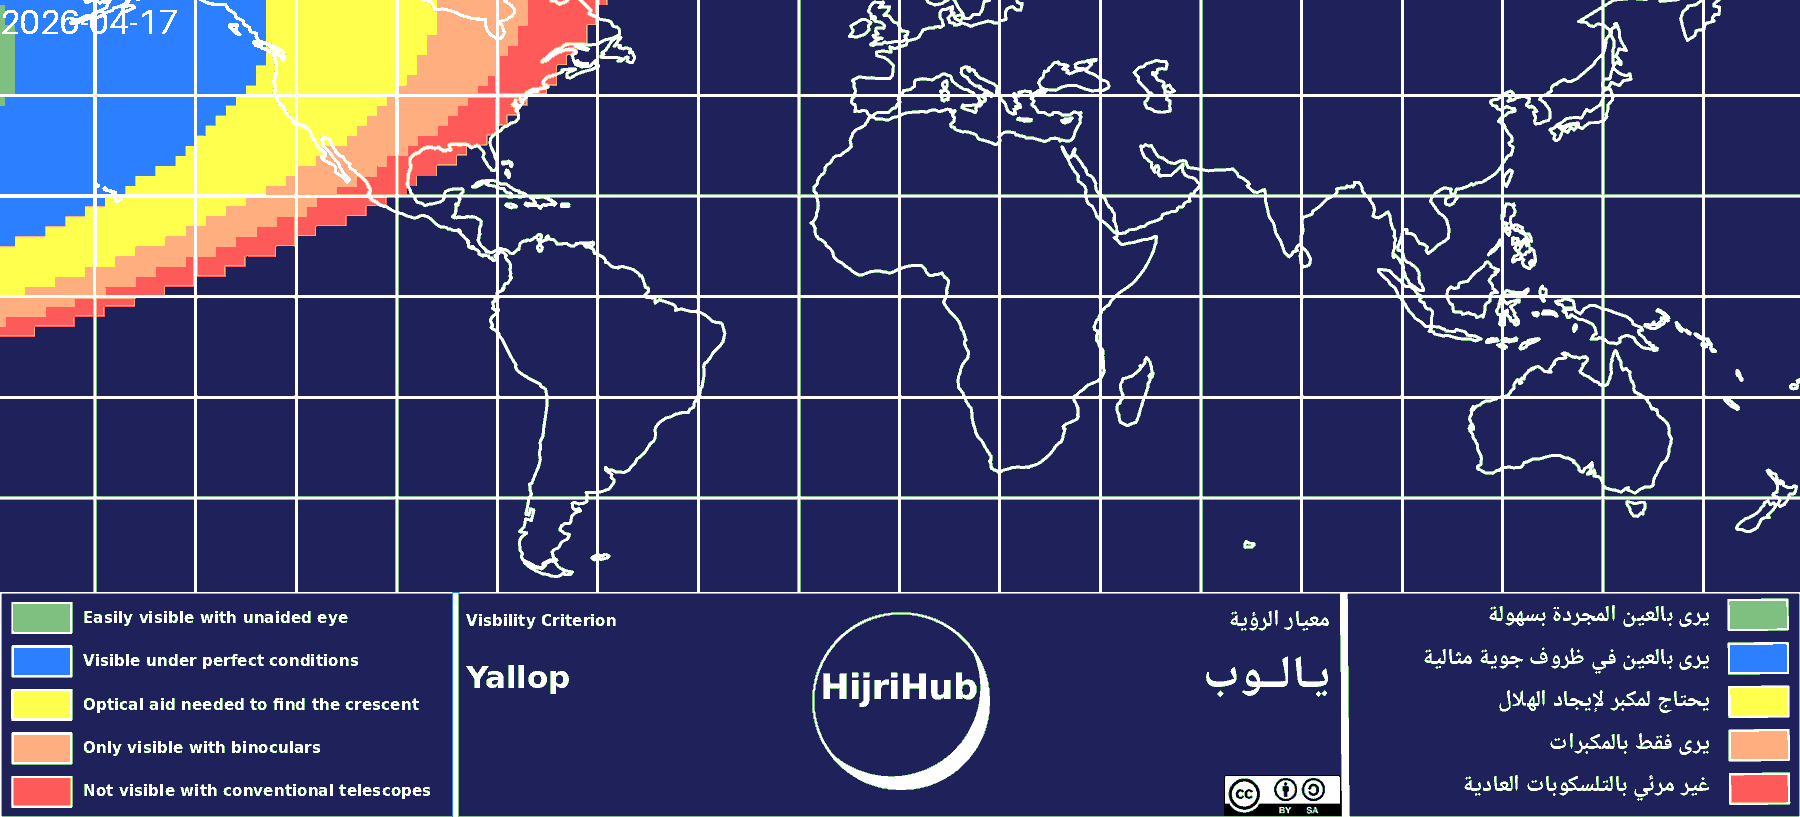 2026-04-17
Easily visible with unaided eye
Visible under perfect conditions
Optical aid needed to find the crescent
Only visible with binoculars
Not visible with conventional telescopes
Visbility Criterion
Yallop
HijriHub
معيار الرؤية
يـالـوب
cc
BY SA
يرى بالعين المجردة بسهولة
يرى بالعين في ظروف جوية مثالية
يحتاج لمكبر لإيجاد الهلال
يرى فقط بالمكبرات
غير مرئي بالتلسكوبات العادية